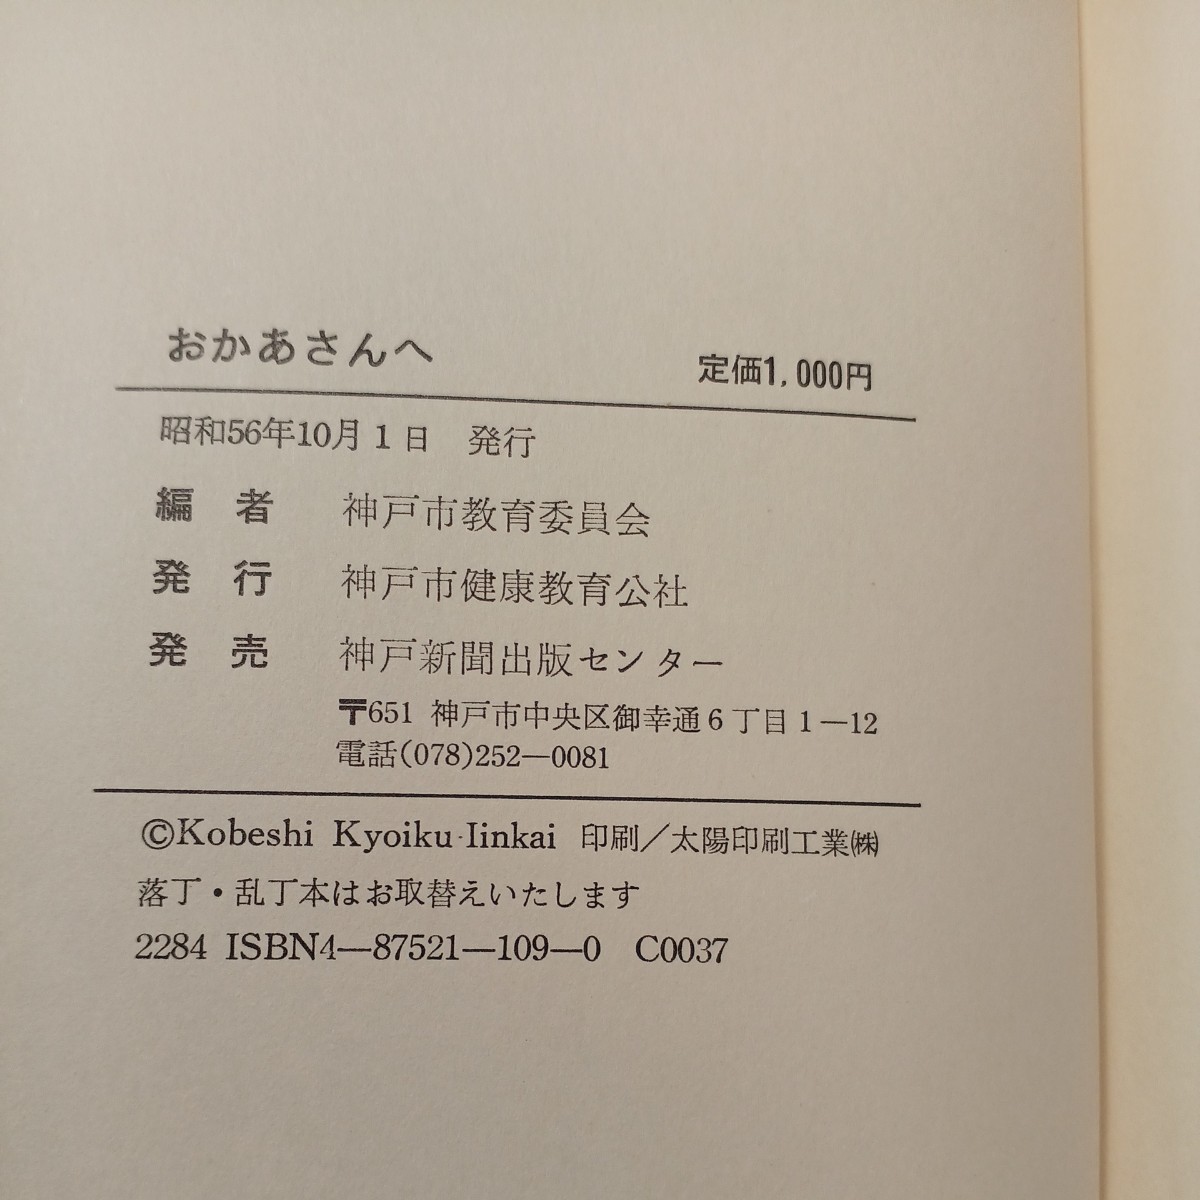 おかあさんへ 定価1,000円
昭和56年10月1日 発行
編 者 神戸市教育委員会
発 行 神戸市健康教育公社
発 売 神戸新聞出版センター
〒651 神戸市中央区御幸通6丁目1―12
電話(078)252―0081
©Kobeshi Kyoiku Iinkai 印刷／太陽印刷工業㈱
落丁・乱丁本はお取替えいたします
2284 ISBN4―87521―109―0 C0037